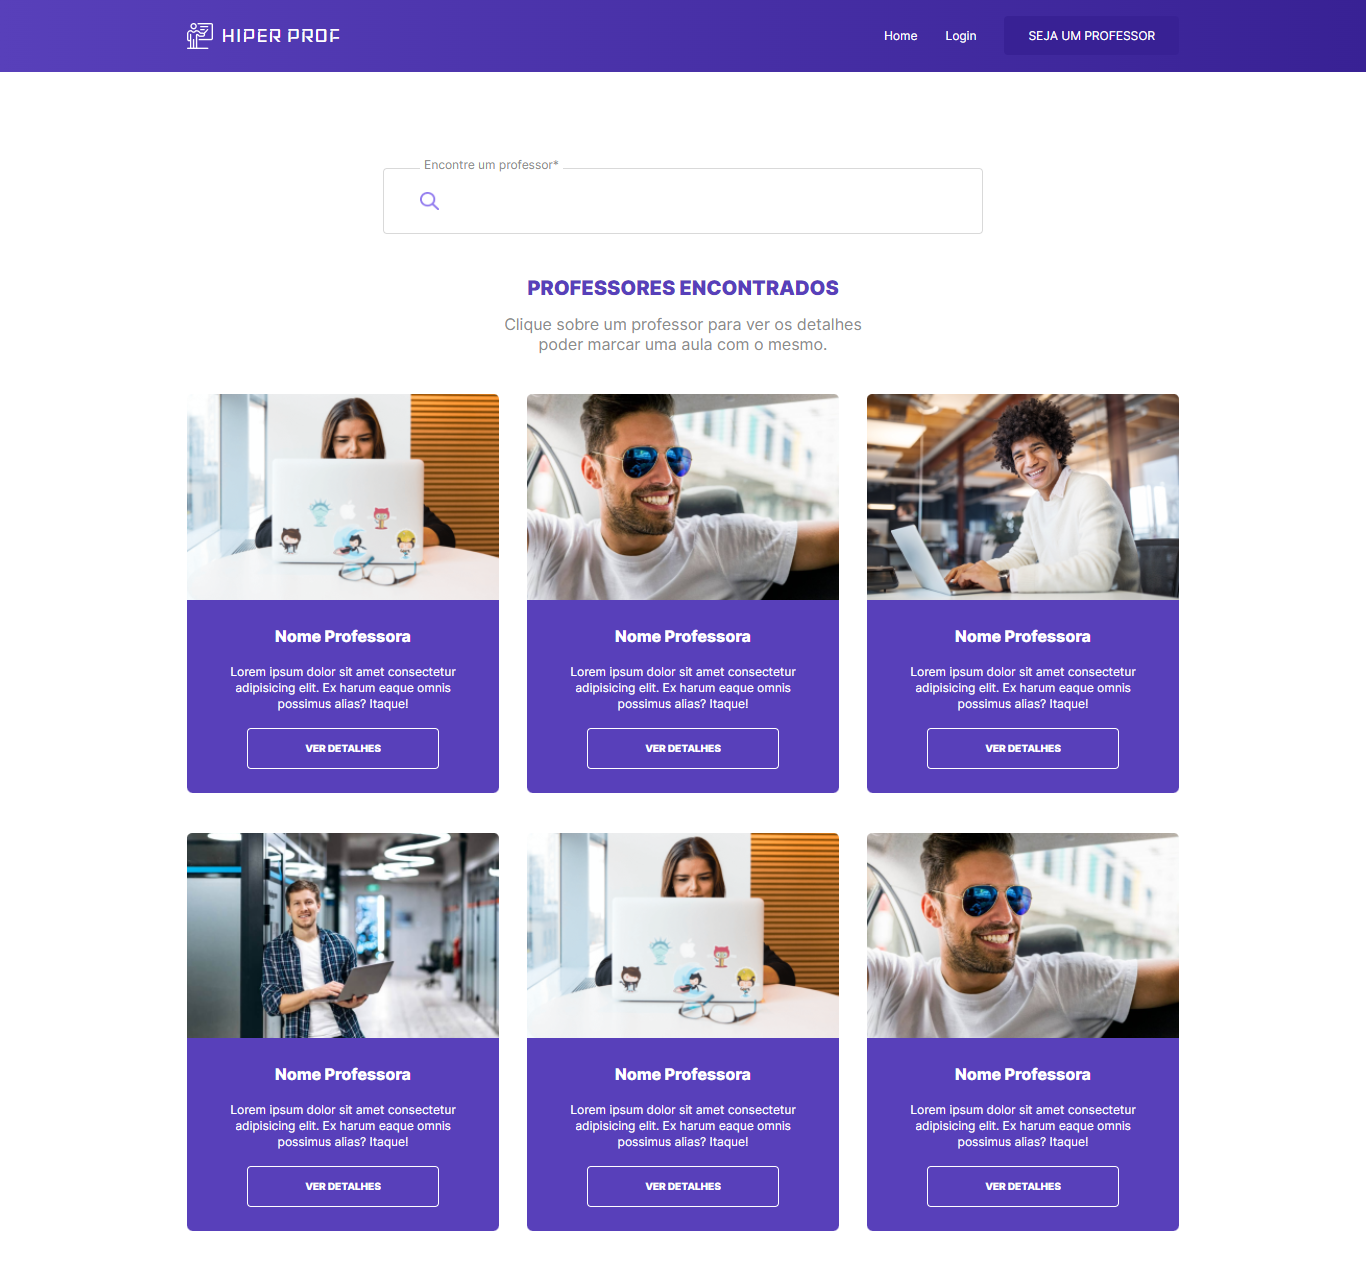 HIPER PROF
Home
Login
SEJA UM PROFESSOR
Encontre um professor*
PROFESSORES ENCONTRADOS
Clique sobre um professor para ver os detalhes
poder marcar uma aula com o mesmo.
Nome Professora
Lorem ipsum dolor sit amet consectetur
adipisicing elit. Ex harum eaque omnis
possimus alias? Itaque!
VER DETALHES
Nome Professora
Lorem ipsum dolor sit amet consectetur
adipisicing elit. Ex harum eaque omnis
possimus alias? Itaque!
VER DETALHES
Nome Professora
Lorem ipsum dolor sit amet consectetur
adipisicing elit. Ex harum eaque omnis
possimus alias? Itaque!
VER DETALHES
Nome Professora
Lorem ipsum dolor sit amet consectetur
adipisicing elit. Ex harum eaque omnis
possimus alias? Itaque!
VER DETALHES
Nome Professora
Lorem ipsum dolor sit amet consectetur
adipisicing elit. Ex harum eaque omnis
possimus alias? Itaque!
VER DETALHES
Nome Professora
Lorem ipsum dolor sit amet consectetur
adipisicing elit. Ex harum eaque omnis
possimus alias? Itaque!
VER DETALHES